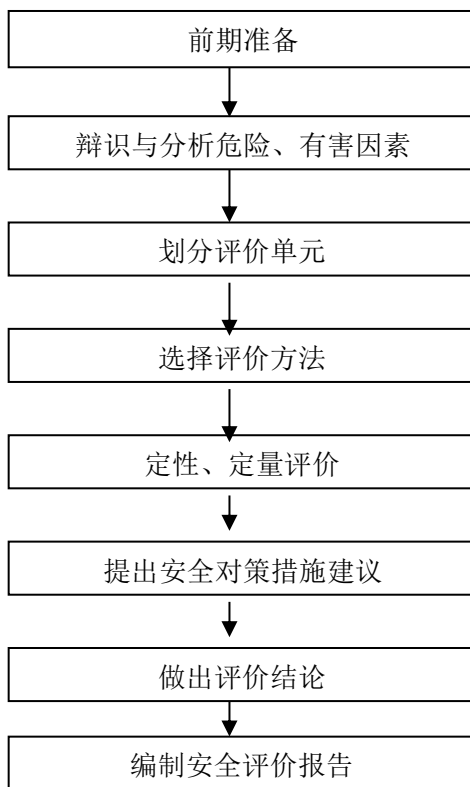 前期准备
辩识与分析危险、有害因素
划分评价单元
选择评价方法
定性、定量评价
提出安全对策措施建议
做出评价结论
编制安全评价报告